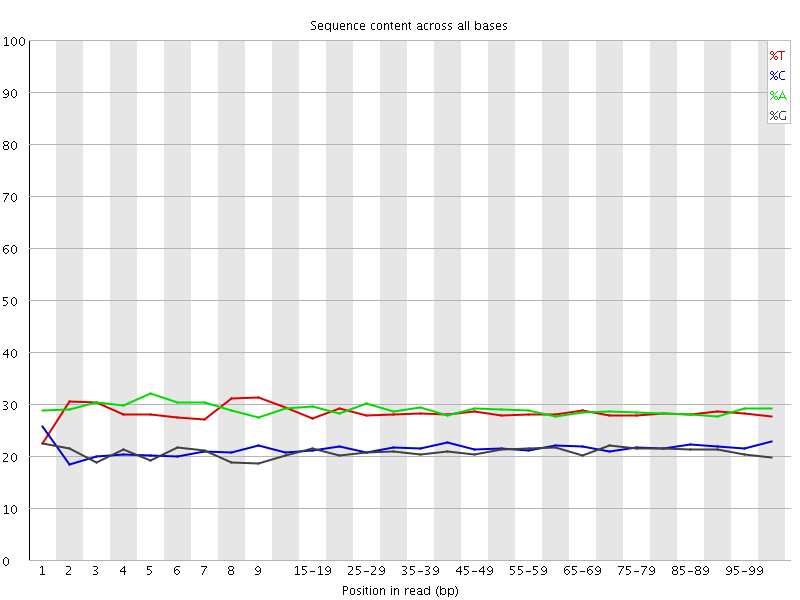 Sequence content across all bases
100
90
80
70
60
50
40
30
20
10
0
%T
%C
%A
%G
1 2 3 4 5 6 7 8 9 15-19 25-29 35-39 45-49 55-59 65-69 75-79 85-89 95-99
Position in read (bp)